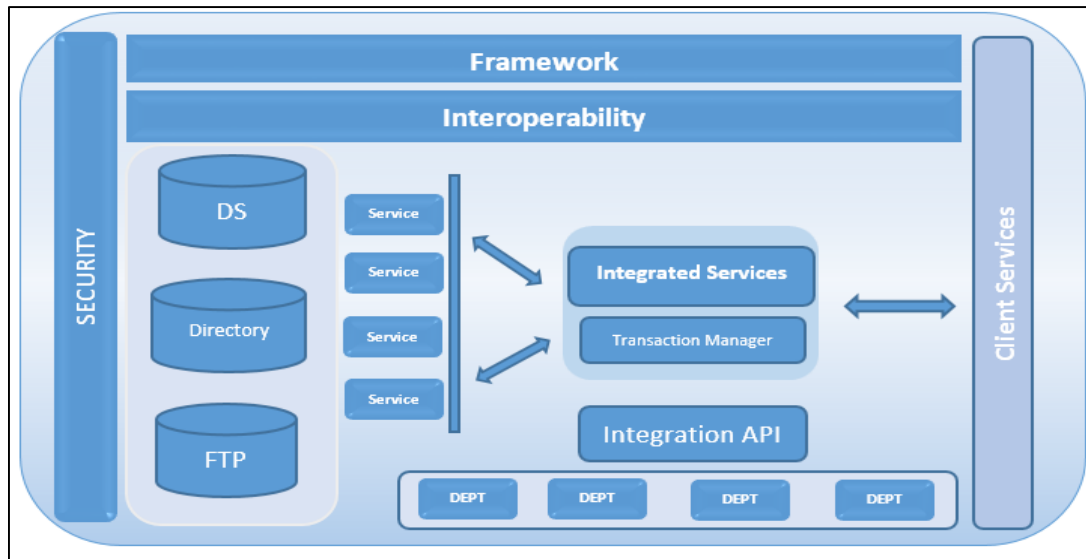 Framework
Interoperability
SECURITY
DS
Directory
FTP
Service
Service
Service
Service
Integrated Services
Transaction Manager
Integration API
DEPT
DEPT
DEPT
DEPT
Client Services